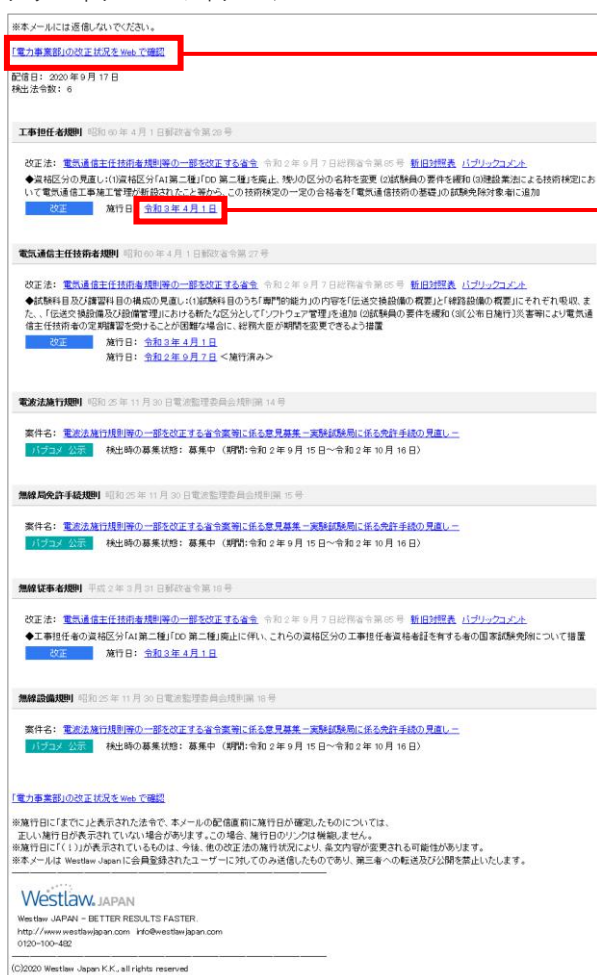 ※本メールには返信しないでください。
「電力事業部」の改正状況をWebで確認
配信日: 2020年9月17日
検出法令数: 6
工事担任者規則 昭和60年4月1日郵政省令第28号
改正法: 電気通信主任技術者規則等の一部を改正する省令 令和2年9月7日総務省令第85号 新旧対照表 パブリックコメント
◆資格区分の見直し:(1)資格区分「AI第二種」「DD第二種」を廃止、残りの区分の名称を変更 (2)試験員の要件を緩和 (3)建設業法による技術検定にお
いて電気通信工事施工管理が新設されたこと等から、この技術検定の一定の合格者を「電気通信技術の基礎」の試験免除対象者に追加
改正 施行日: 令和3年4月1日
電気通信主任技術者規則 昭和60年4月1日郵政省令第27号
改正法: 電気通信主任技術者規則等の一部を改正する省令 令和2年9月7日総務省令第85号 新旧対照表 パブリックコメント
◆試験科目及び講習科目の構成の見直し:(1)試験科目のうち「専門的能力」の内容を「伝送交換設備の概要」と「線路設備の概要」にそれぞれ吸収、ま
た、「伝送交換設備及び設備管理」における新たな区分として「ソフトウェア管理」を追加 (2)試験員の要件を緩和 (3)(公布日施行)災害等により電気通
信主任技術者の定期講習を受けることが困難な場合に、総務大臣が期間を変更できるよう措置
改正 施行日: 令和3年4月1日
施行日: 令和2年9月7日 <施行済み>
電波法施行規則 昭和25年11月30日電波監理委員会規則第14号
案件名: 電波法施行規則等の一部を改正する省令案等に係る意見募集-実験試験局に係る免許手続の見直し-
パブコメ 公示 検出時の募集状態: 募集中 (期間:令和2年9月15日~令和2年10月16日)
無線局免許手続規則 昭和25年11月30日電波監理委員会規則第15号
案件名: 電波法施行規則等の一部を改正する省令案等に係る意見募集-実験試験局に係る免許手続の見直し-
パブコメ 公示 検出時の募集状態: 募集中 (期間:令和2年9月15日~令和2年10月16日)
無線従事者規則 平成2年3月31日郵政省令第18号
改正法: 電気通信主任技術者規則等の一部を改正する省令 令和2年9月7日総務省令第85号 新旧対照表 パブリックコメント
◆工事担任者の資格区分「AI第二種」「DD第二種」廃止に伴い、これらの資格区分の工事担任者資格者証を有する者の国家試験免除について措置
改正 施行日: 令和3年4月1日
無線設備規則 昭和25年11月30日電波監理委員会規則第18号
案件名: 電波法施行規則等の一部を改正する省令案等に係る意見募集-実験試験局に係る免許手続の見直し-
パブコメ 公示 検出時の募集状態: 募集中 (期間:令和2年9月15日~令和2年10月16日)
「電力事業部」の改正状況をWebで確認
※施行日に「までに」と表示された法令で、本メールの配信直前に施行日が確定したものについては、
正しい施行日が表示されていない場合があります。この場合、施行日のリンクは機能しません。
※施行日に「(!)」が表示されているものは、今後、他の改正法の施行状況により、条文内容が変更される可能性があります。
※本メールは Westlaw Japanに会員登録されたユーザーに対してのみ送信したものであり、第三者への転送及び公開を禁止いたします。
Westlaw. JAPAN
Westlaw JAPAN - BETTER RESULTS FASTER.
http://www.westlawjapan.com info@westlawjapan.com
0120-100-482
(C)2020 Westlaw Japan K.K., all rights reserved